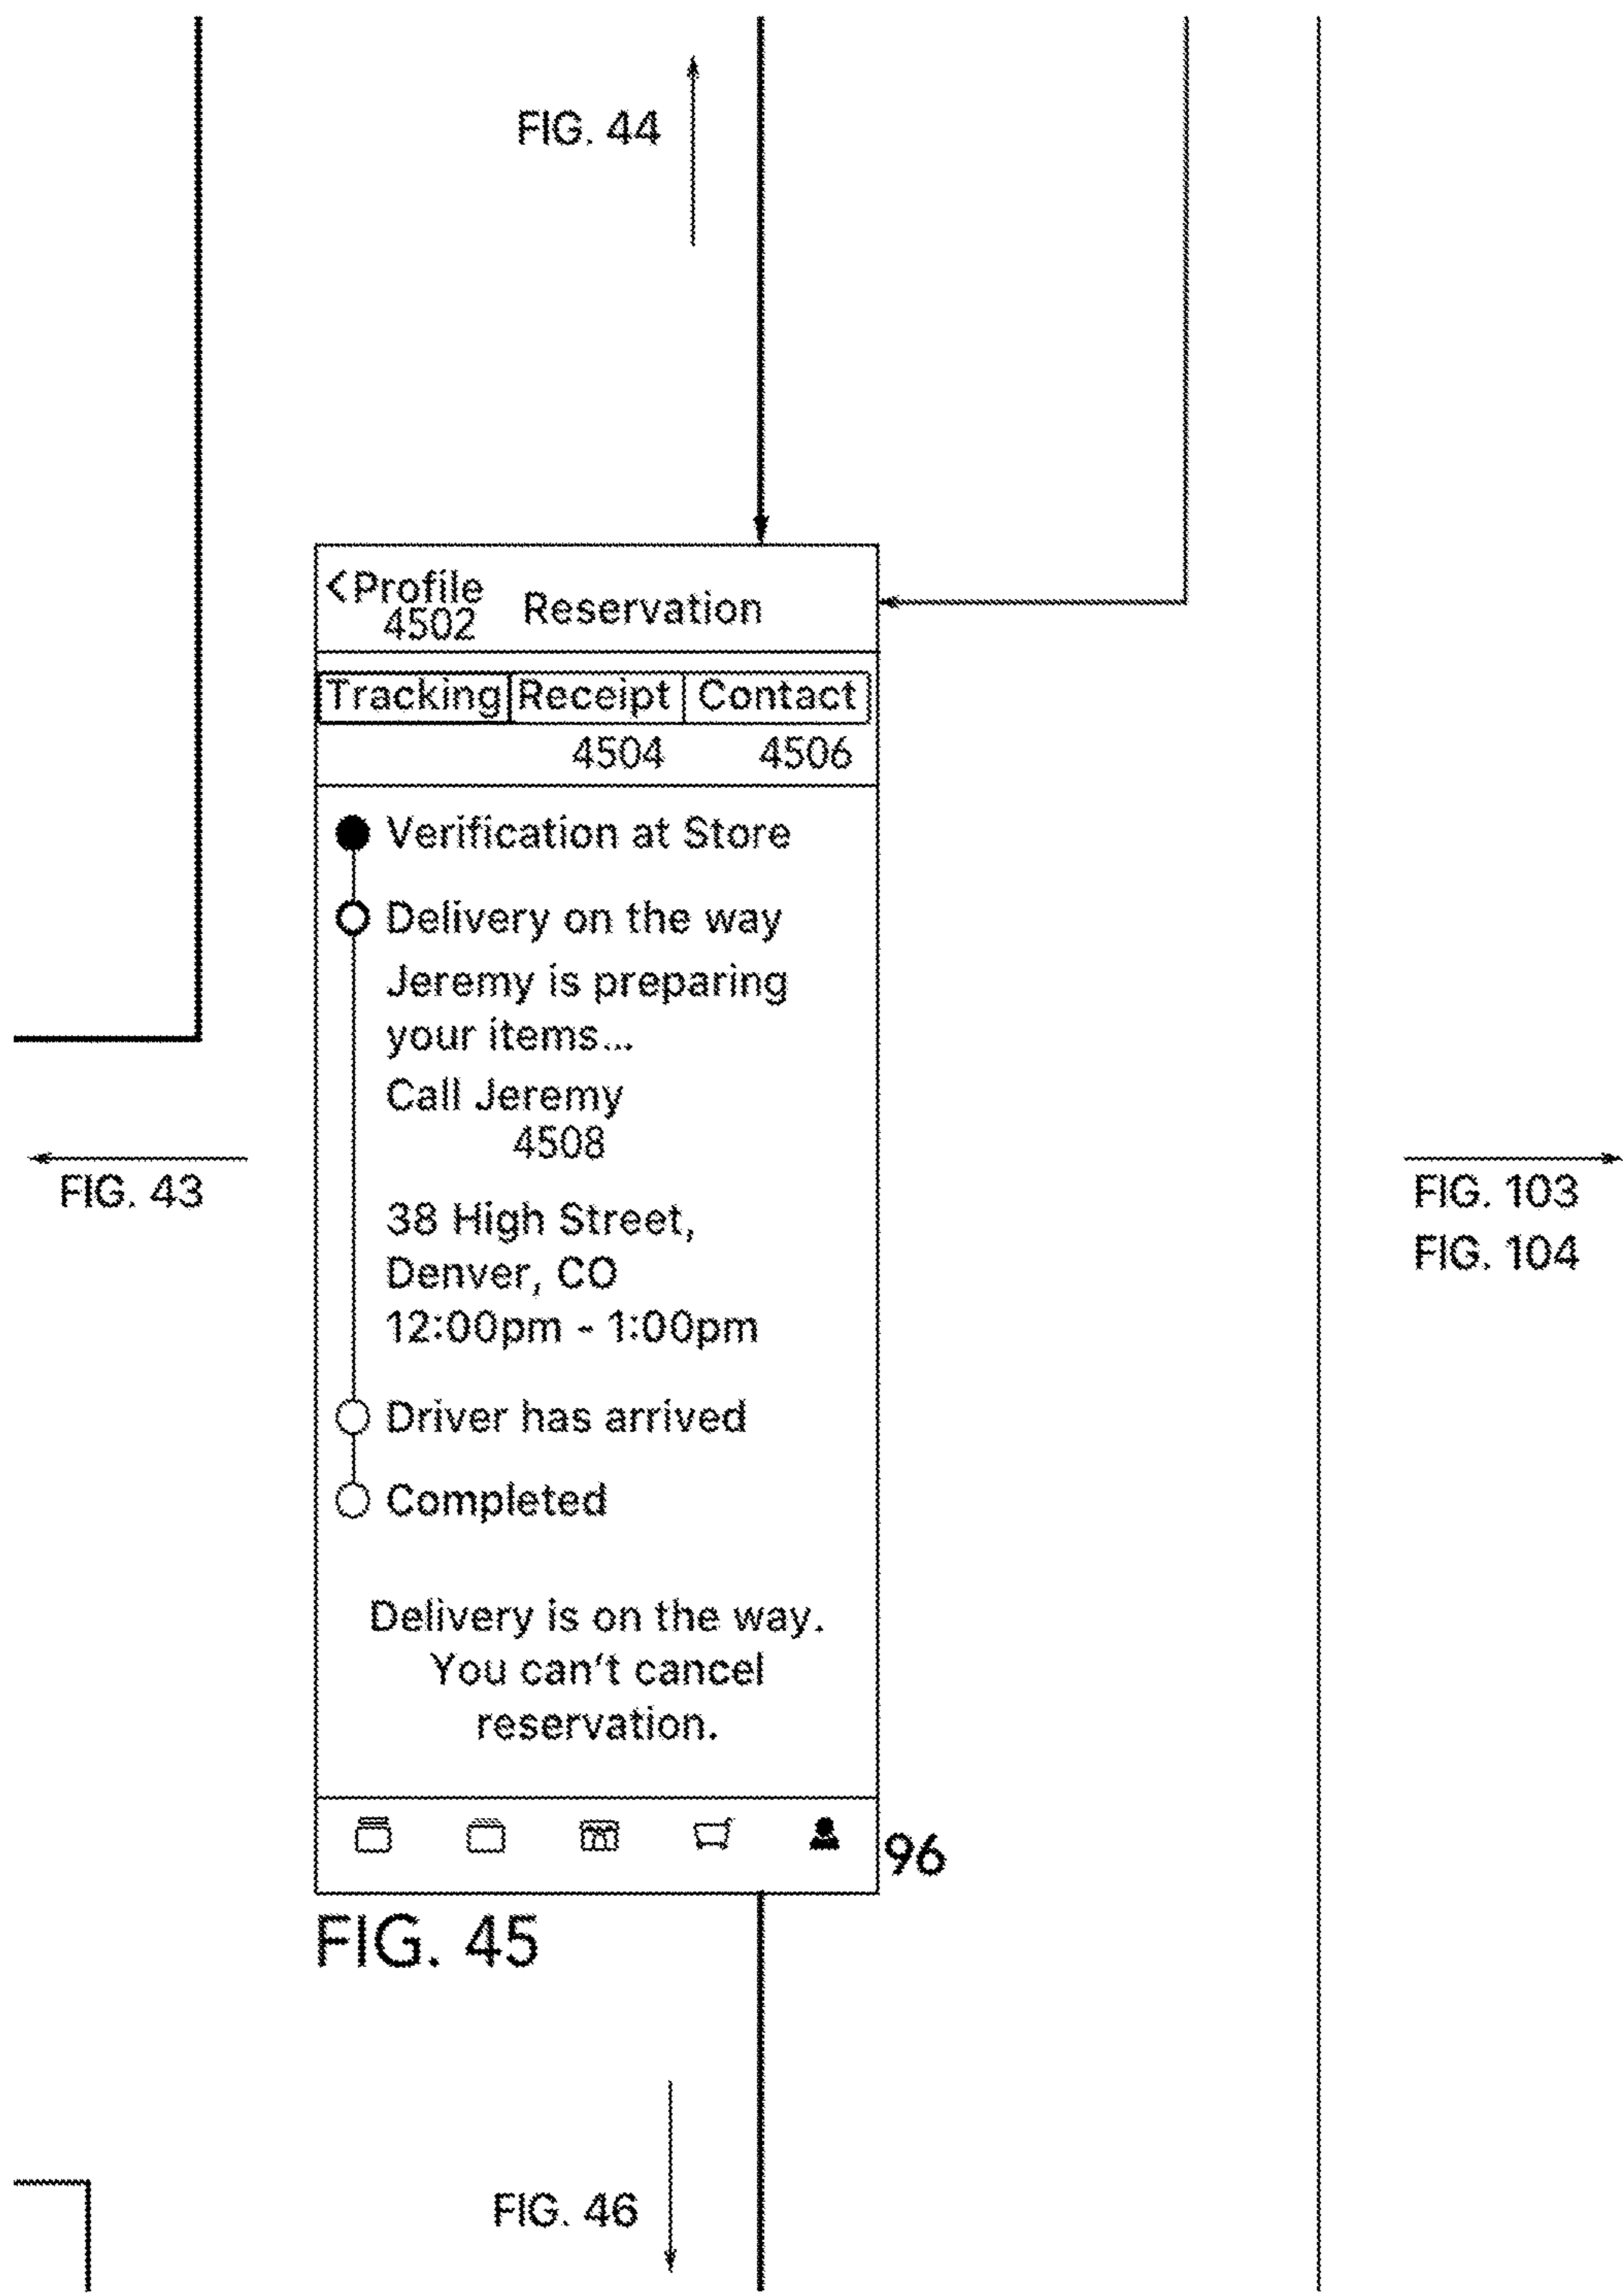 FIG. 44
<Profile
4502
Reservation
Tracking Receipt Contact
4504 4506
Verification at Store
Delivery on the way
Jeremy is preparing
your items...
Call Jeremy
4508
FIG. 43
FIG. 103
FIG. 104
38 High Street,
Denver, CO
12:00pm - 1:00pm
Driver has arrived
Completed
Delivery is on the way.
You can't cancel
reservation.
96
FIG. 45
FIG. 46